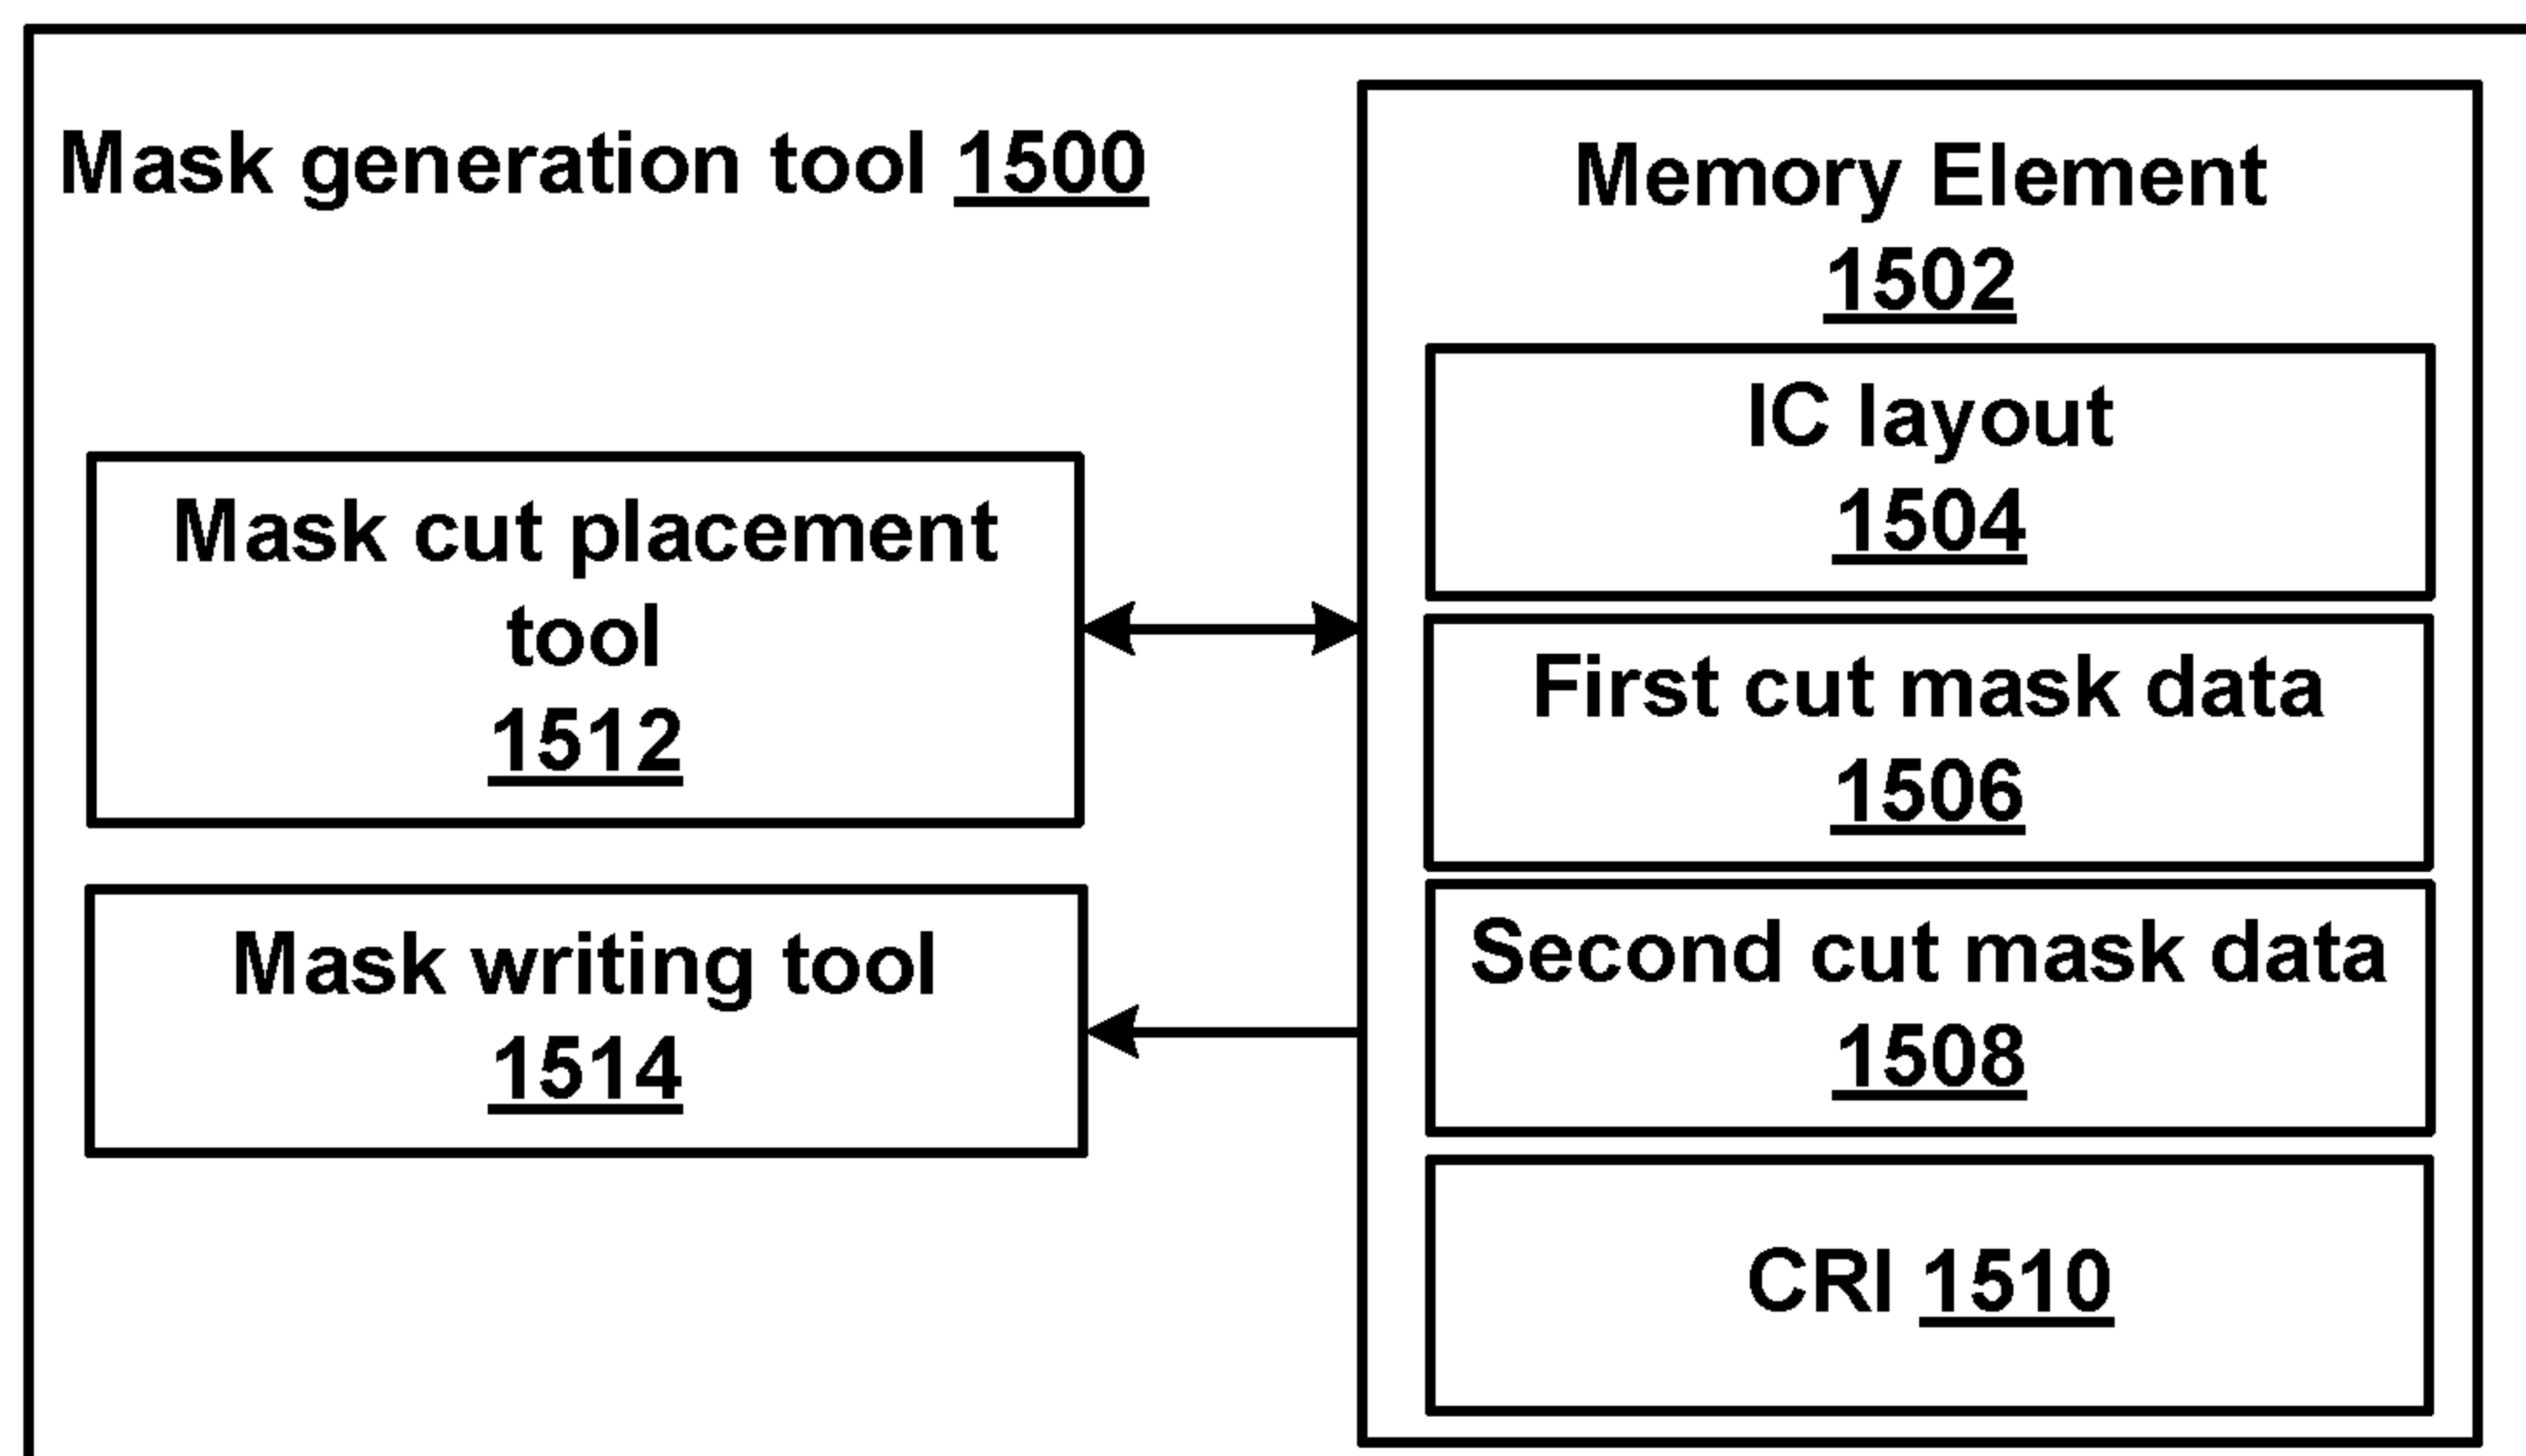 Mask generation tool 1500
Memory Element
1502
IC layout
1504
First cut mask data
1506
Second cut mask data
1508
CRI 1510
Mask cut placement
tool
1512
Mask writing tool
1514